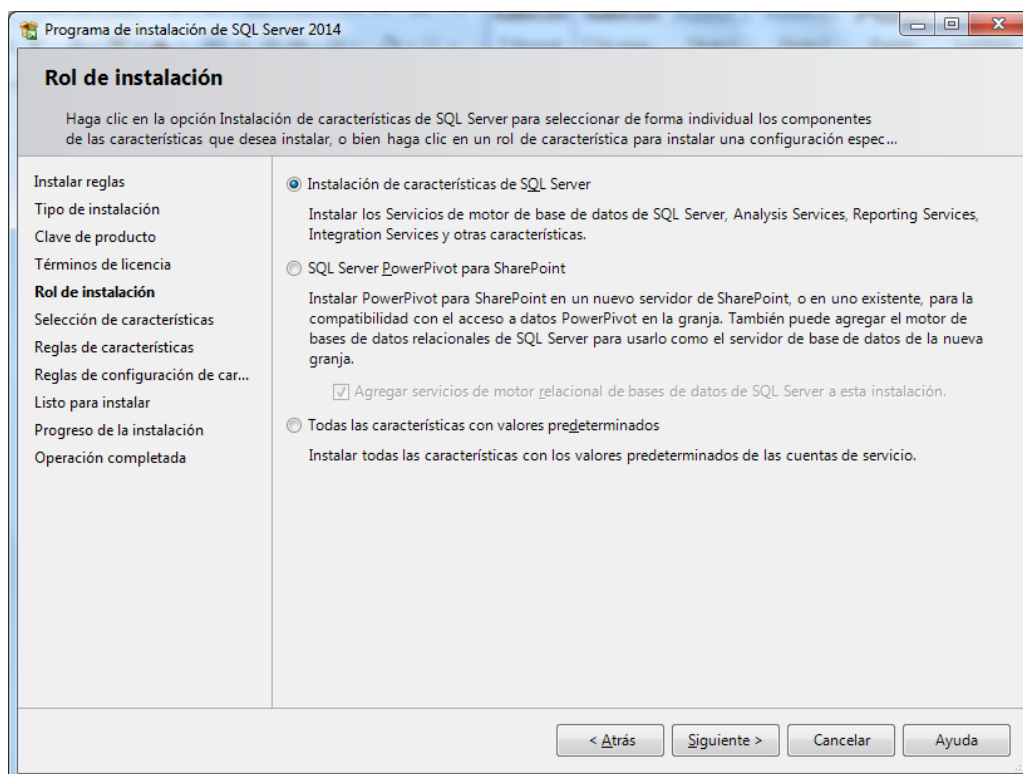 Programa de instalación de SQL Server 2014
Rol de instalación
Haga clic en la opción Instalación de características de SQL Server para seleccionar de forma individual los componentes
de las características que desea instalar, o bien haga clic en un rol de característica para instalar una configuración espec...
Instalar reglas
Tipo de instalación
Clave de producto
Términos de licencia
Rol de instalación
Selección de características
Reglas de características
Reglas de configuración de car...
Listo para instalar
Progreso de la instalación
Operación completada
Instalación de características de SQL Server
Instalar los Servicios de motor de base de datos de SQL Server, Analysis Services, Reporting Services,
Integration Services y otras características.
SQL Server PowerPivot para SharePoint
Instalar PowerPivot para SharePoint en un nuevo servidor de SharePoint, o en uno existente, para la
compatibilidad con el acceso a datos PowerPivot en la granja. También puede agregar el motor de
bases de datos relacionales de SQL Server para usarlo como el servidor de base de datos de la nueva
granja.
Agregar servicios de motor relacional de bases de datos de SQL Server a esta instalación.
Todas las características con valores predeterminados
Instalar todas las características con los valores predeterminados de las cuentas de servicio.
< Atrás
Siguiente >
Cancelar
Ayuda